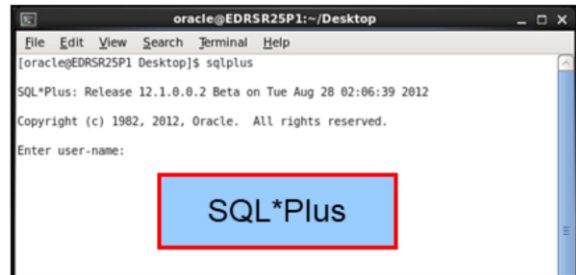 oracle@EDRSR25P1:~/Desktop
File Edit View Search Terminal Help
[oracle@EDRSR25P1 Desktop]$ sqlplus
SQL*Plus: Release 12.1.0.0.2 Beta on Tue Aug 28 02:06:39 2012
Copyright (c) 1982, 2012, Oracle.  All rights reserved.
Enter user-name:
SQL*Plus